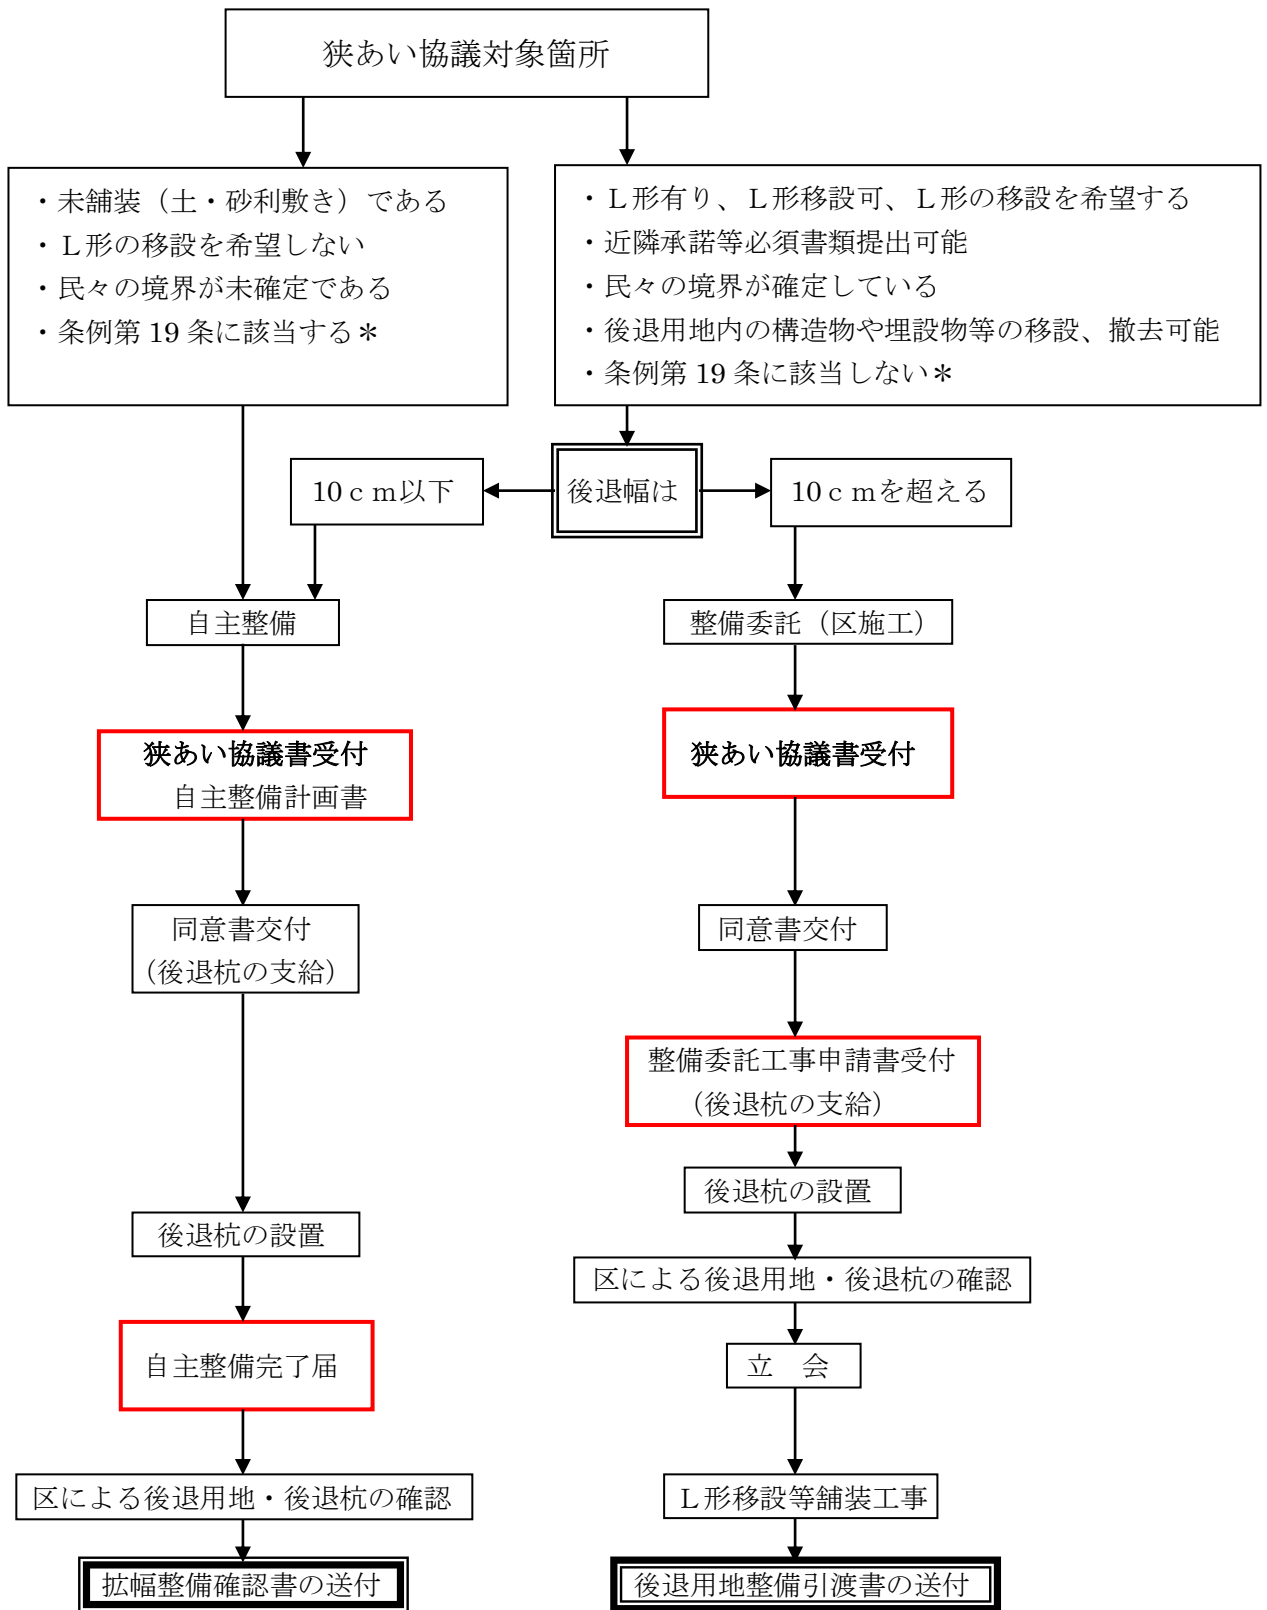 狭あい協議対象箇所
・未舗装（土・砂利敷き）である
・Ｌ形の移設を希望しない
・民々の境界が未確定である
・条例第 19 条に該当する＊
・Ｌ形有り、Ｌ形移設可、Ｌ形の移設を希望する
・近隣承諾等必須書類提出可能
・民々の境界が確定している
・後退用地内の構造物や埋設物等の移設、撤去可能
・条例第 19 条に該当しない＊
10ｃｍ以下
後退幅は
10ｃｍを超える
自主整備
狭あい協議書受付
自主整備計画書
同意書交付
（後退杭の支給）
後退杭の設置
自主整備完了届
区による後退用地・後退杭の確認
拡幅整備確認書の送付
整備委託（区施工）
狭あい協議書受付
同意書交付
整備委託工事申請書受付
（後退杭の支給）
後退杭の設置
区による後退用地・後退杭の確認
立　会
Ｌ形移設等舗装工事
後退用地整備引渡書の送付